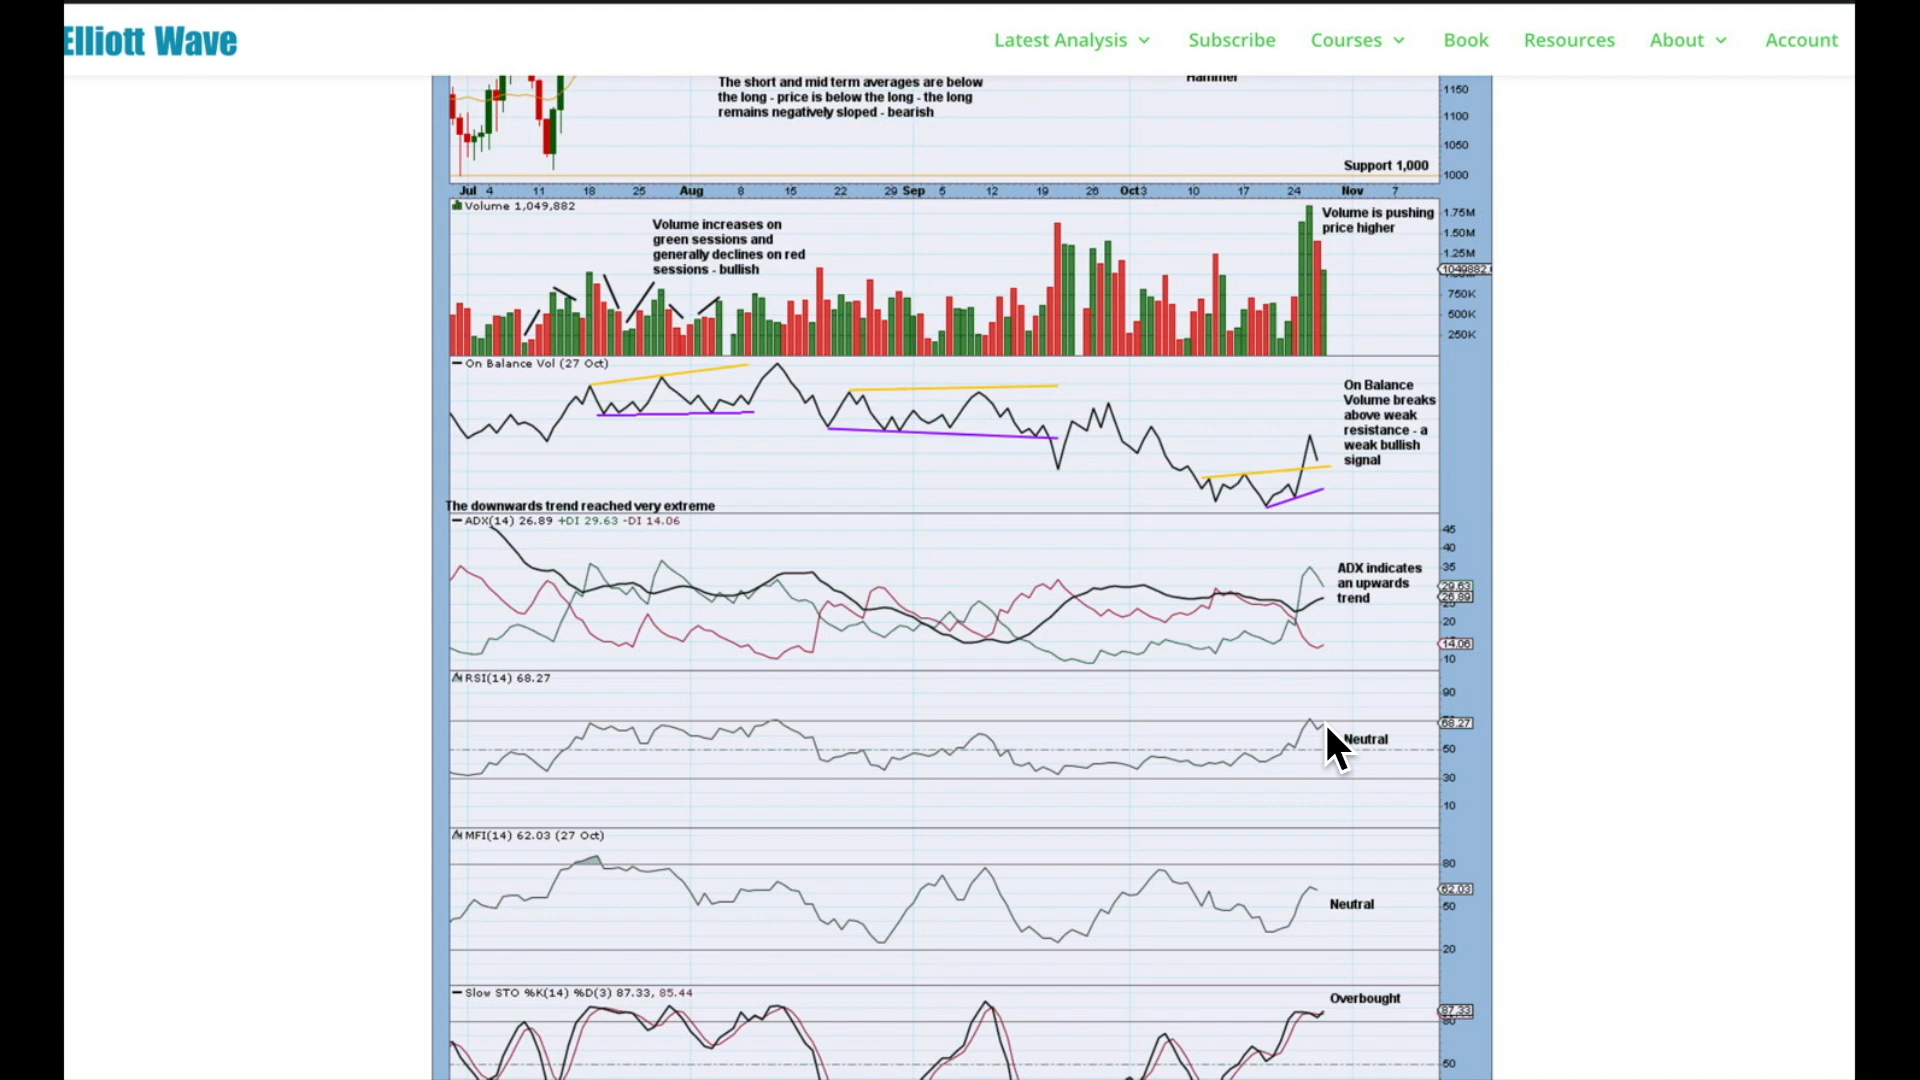 Elliott Wave
Latest Analysis
Subscribe
Courses
Book
Resources
About
Account
The short and mid term averages are below
the long - price is below the long - the long
remains negatively sloped - bearish
Hammer
1150
1100
1050
1000
Support 1,000
Jul 4 11 18 25 Aug 8 15 22 29 Sep 5 12 19 26 Oct 3 10 17 24 Nov 7
Volume 1,049,882
Volume increases on
green sessions and
generally declines on red
sessions - bullish
Volume is pushing
price higher
1.75M
1.50M
1.25M
1049882.
750K
500K
250K
On Balance Vol (27 Oct)
On Balance
Volume breaks
above weak
resistance - a
weak bullish
signal
The downwards trend reached very extreme
ADX(14) 26.89 +DI 29.63 -DI 14.06
ADX indicates
an upwards
trend
45
40
35
29.63
26.89
25
20
14.06
10
RSI(14) 68.27
Neutral
90
68.27
50
30
10
MFI(14) 62.03 (27 Oct)
Neutral
80
62.03
50
20
Slow STO %K(14) %D(3) 87.33, 85.44
Overbought
87.33
80
50